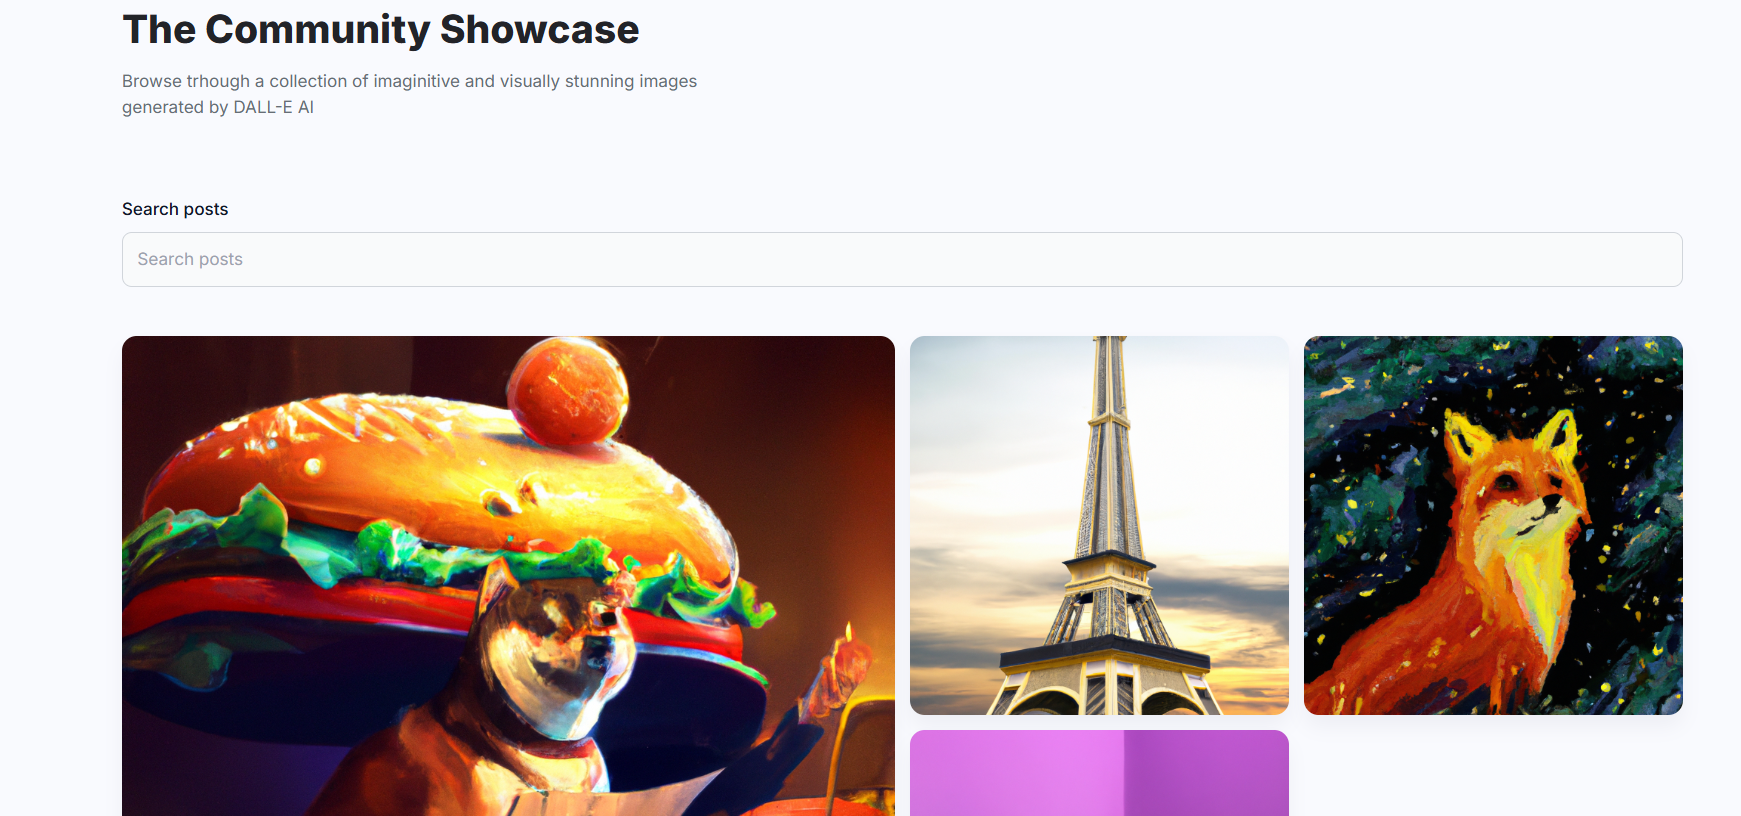 The Community Showcase
Browse trhough a collection of imaginitive and visually stunning images
generated by DALL-E AI
Search posts
Search posts